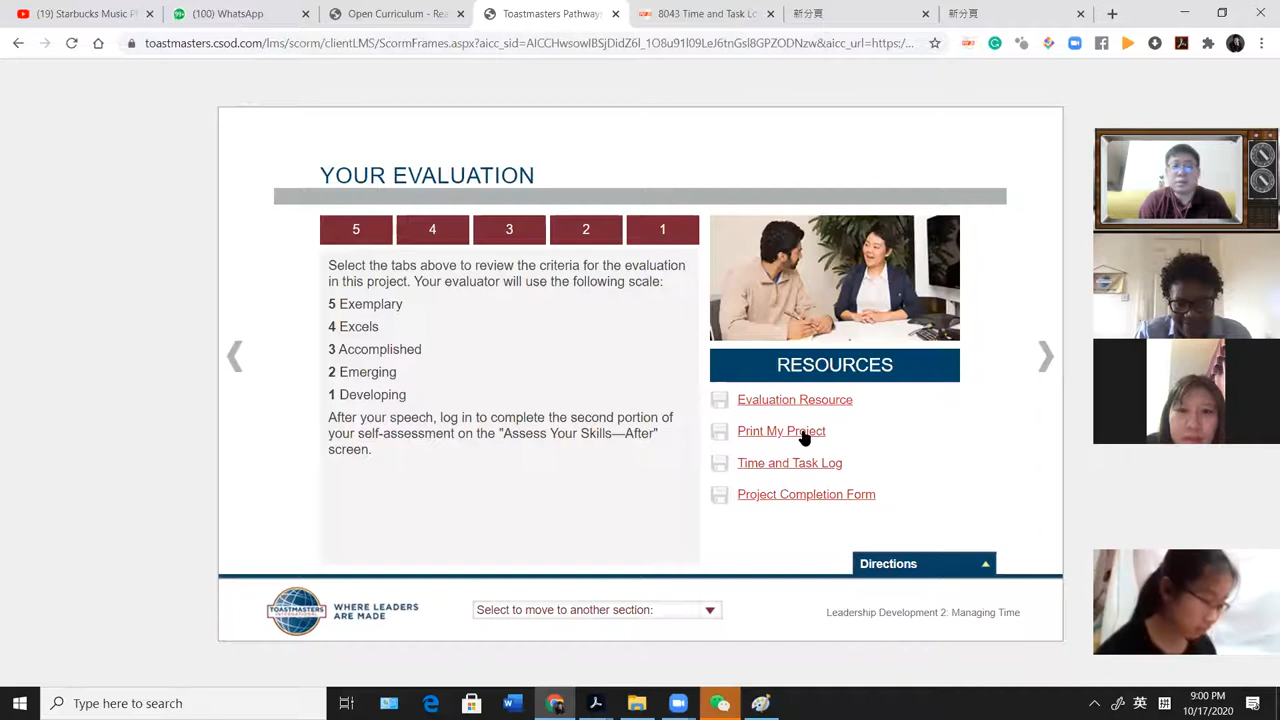 (19) Starbucks Music P
(100) WhatsApp
Open Curriculum - Rea
Toastmasters Pathway
8043 Time and Task Lo
新分頁
新分頁
toastmasters.csod.com/lms/scorm/clientLMS/ScormFrames.aspx?aicc_sid=AICCHwsowIBSjDidZ6I_1O8u91l09LeJ6tnGsl8GPZODNzw&aicc_url=https:/...
YOUR EVALUATION
5 4 3 2 1
Select the tabs above to review the criteria for the evaluation
in this project. Your evaluator will use the following scale:
5 Exemplary
4 Excels
3 Accomplished
2 Emerging
1 Developing
After your speech, log in to complete the second portion of
your self-assessment on the "Assess Your Skills—After"
screen.
RESOURCES
Evaluation Resource
Print My Project
Time and Task Log
Project Completion Form
Directions
TOASTMASTERS
INTERNATIONAL
WHERE LEADERS
ARE MADE
Select to move to another section:
Leadership Development 2: Managing Time
Type here to search
英
拼
9:00 PM
10/17/2020